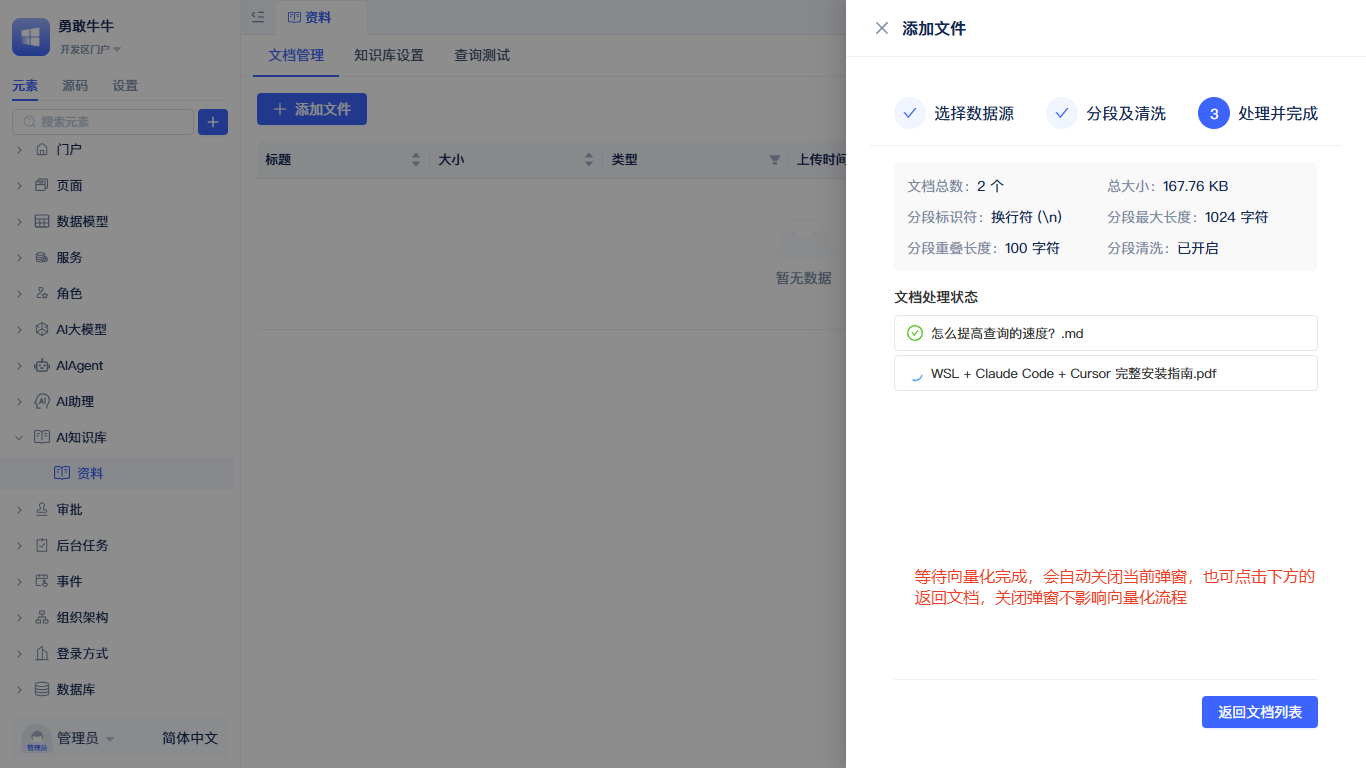 勇敢牛牛
开发区门户
元素 源码 设置
搜索元素
门户
页面
数据模型
服务
角色
AI大模型
AIAgent
AI助理
AI知识库
资料
审批
后台任务
事件
组织架构
登录方式
数据库
管理员
管理员 简体中文
资料
文档管理 知识库设置 查询测试
添加文件
标题 大小 类型 上传时间
暂无数据
添加文件
选择数据源 分段及清洗 3 处理并完成
文档总数：2 个 总大小：167.76 KB
分段标识符：换行符 (\n) 分段最大长度：1024 字符
分段重叠长度：100 字符 分段清洗：已开启
文档处理状态
怎么提高查询的速度？.md
WSL + Claude Code + Cursor 完整安装指南.pdf
等待向量化完成，会自动关闭当前弹窗，也可点击下方的
返回文档，关闭弹窗不影响向量化流程
返回文档列表